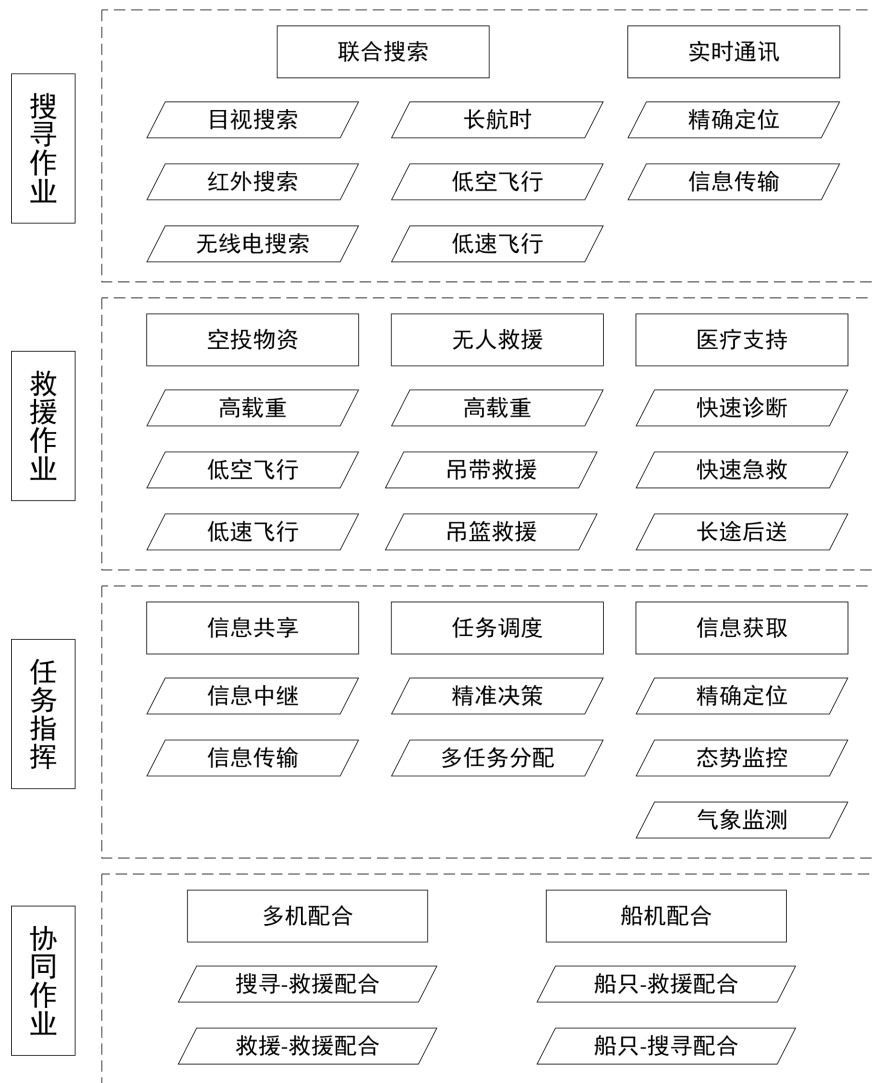 搜寻作业
联合搜索
实时通讯
目视搜索
长航时
精确定位
红外搜索
低空飞行
信息传输
无线电搜索
低速飞行
救援作业
空投物资
无人救援
医疗支持
高载重
高载重
快速诊断
低空飞行
吊带救援
快速急救
低速飞行
吊篮救援
长途后送
任务指挥
信息共享
任务调度
信息获取
信息中继
精准决策
精确定位
信息传输
多任务分配
态势监控
气象监测
协同作业
多机配合
船机配合
搜寻-救援配合
船只-救援配合
救援-救援配合
船只-搜寻配合